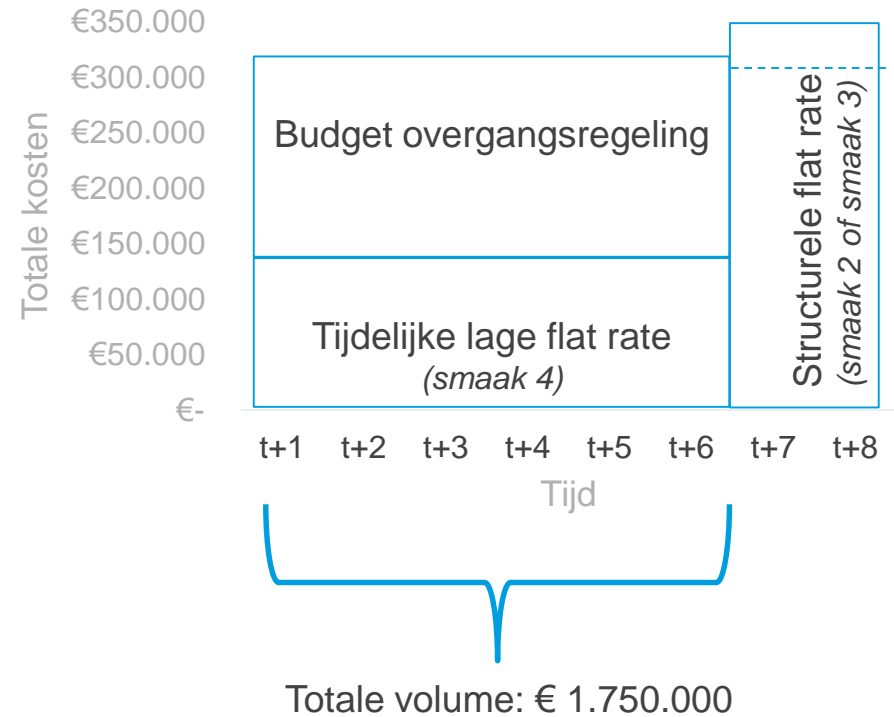 Totale kosten
€350.000
€300.000
€250.000
€200.000
€150.000
€100.000
€50.000
€-
Budget overgangsregeling
Tijdelijke lage flat rate
(smaak 4)
Structurele flat rate
(smaak 2 of smaak 3)
t+1 t+2 t+3 t+4 t+5 t+6 t+7 t+8
Tijd
Totale volume: € 1.750.000